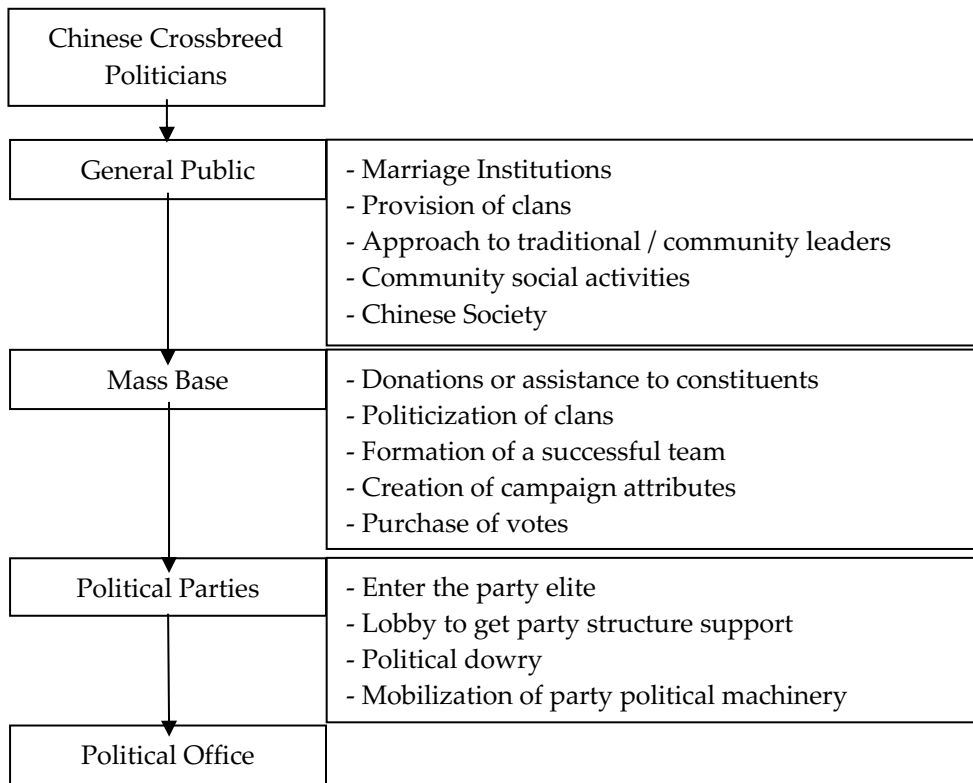 Chinese Crossbreed
Politicians
General Public
- Marriage Institutions
- Provision of clans
- Approach to traditional / community leaders
- Community social activities
- Chinese Society
Mass Base
- Donations or assistance to constituents
- Politicization of clans
- Formation of a successful team
- Creation of campaign attributes
- Purchase of votes
Political Parties
- Enter the party elite
- Lobby to get party structure support
- Political dowry
- Mobilization of party political machinery
Political Office